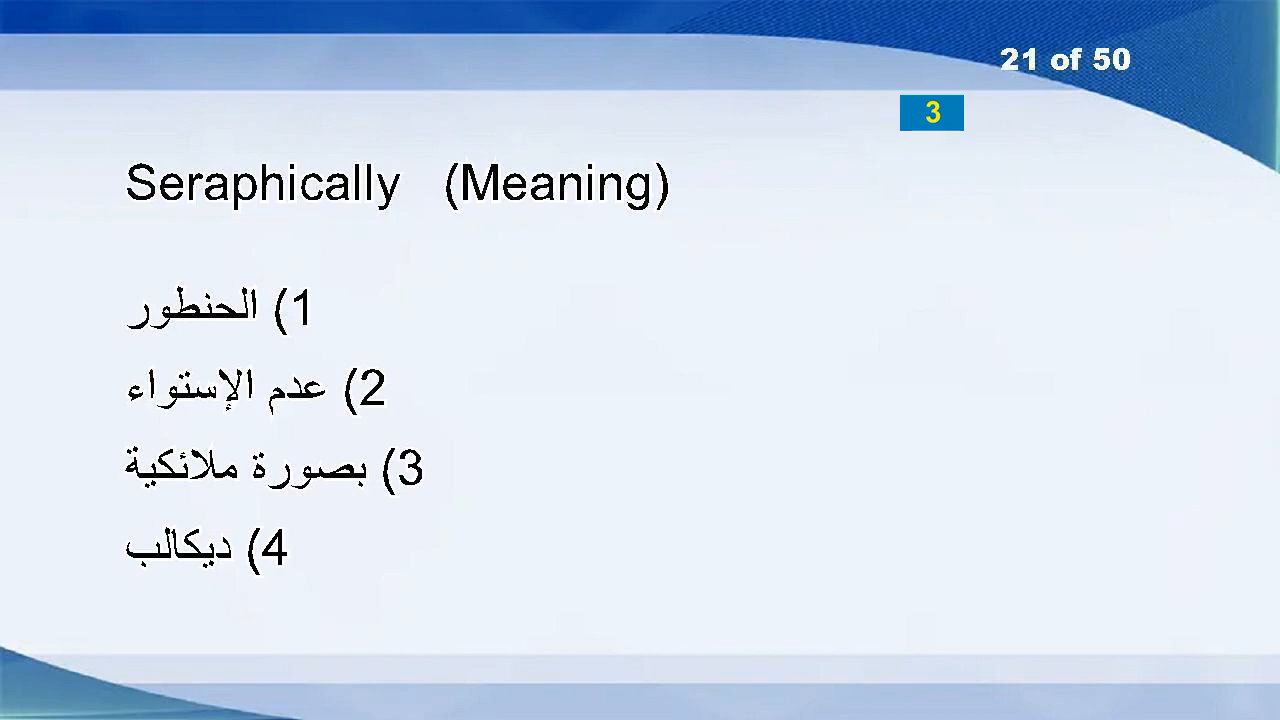 21 of 50
3
Seraphically (Meaning)
1) الحنطور
2) عدم الإستواء
3) بصورة ملائكية
4) ديكالب